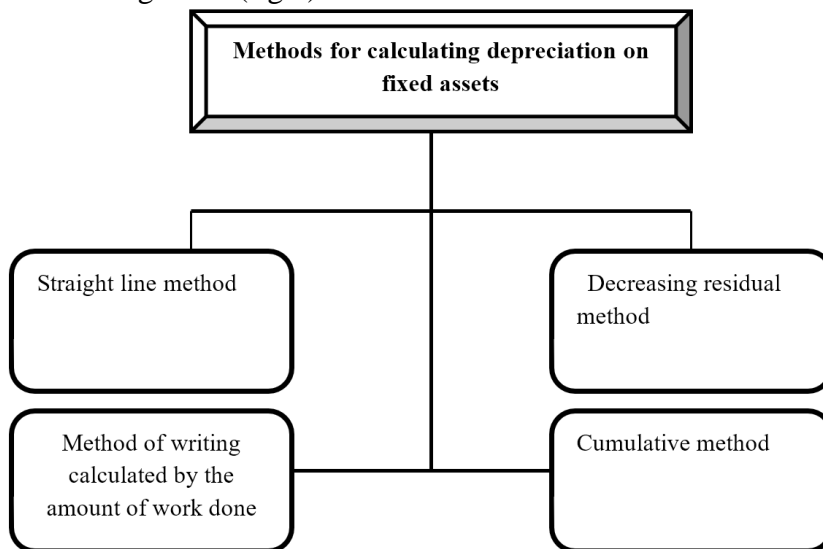 Methods for calculating depreciation on
fixed assets
Straight line method
Decreasing residual
method
Method of writing
calculated by the
amount of work done
Cumulative method